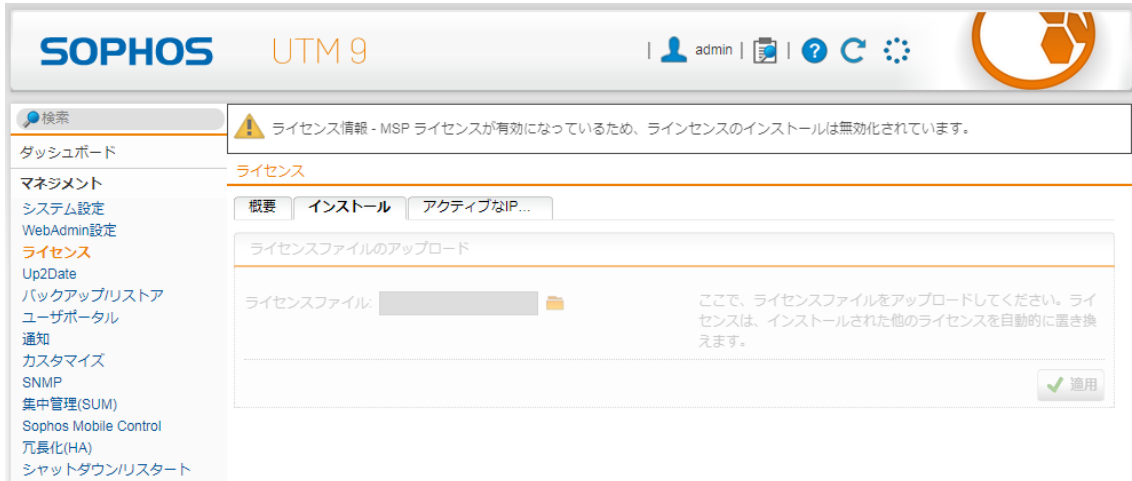 SOPHOS UTM 9
| admin | | ?
検索
ダッシュボード
マネジメント
システム設定
WebAdmin設定
ライセンス
Up2Date
バックアップ/リストア
ユーザポータル
通知
カスタマイズ
SNMP
集中管理(SUM)
Sophos Mobile Control
冗長化(HA)
シャットダウン/リスタート
ライセンス情報 - MSP ライセンスが有効になっているため、ラインセンスのインストールは無効化されています。
ライセンス
概要 インストール アクティブなIP...
ライセンスファイルのアップロード
ライセンスファイル:
ここで、ライセンスファイルをアップロードしてください。ライ
センスは、インストールされた他のライセンスを自動的に置き換
えます。
適用